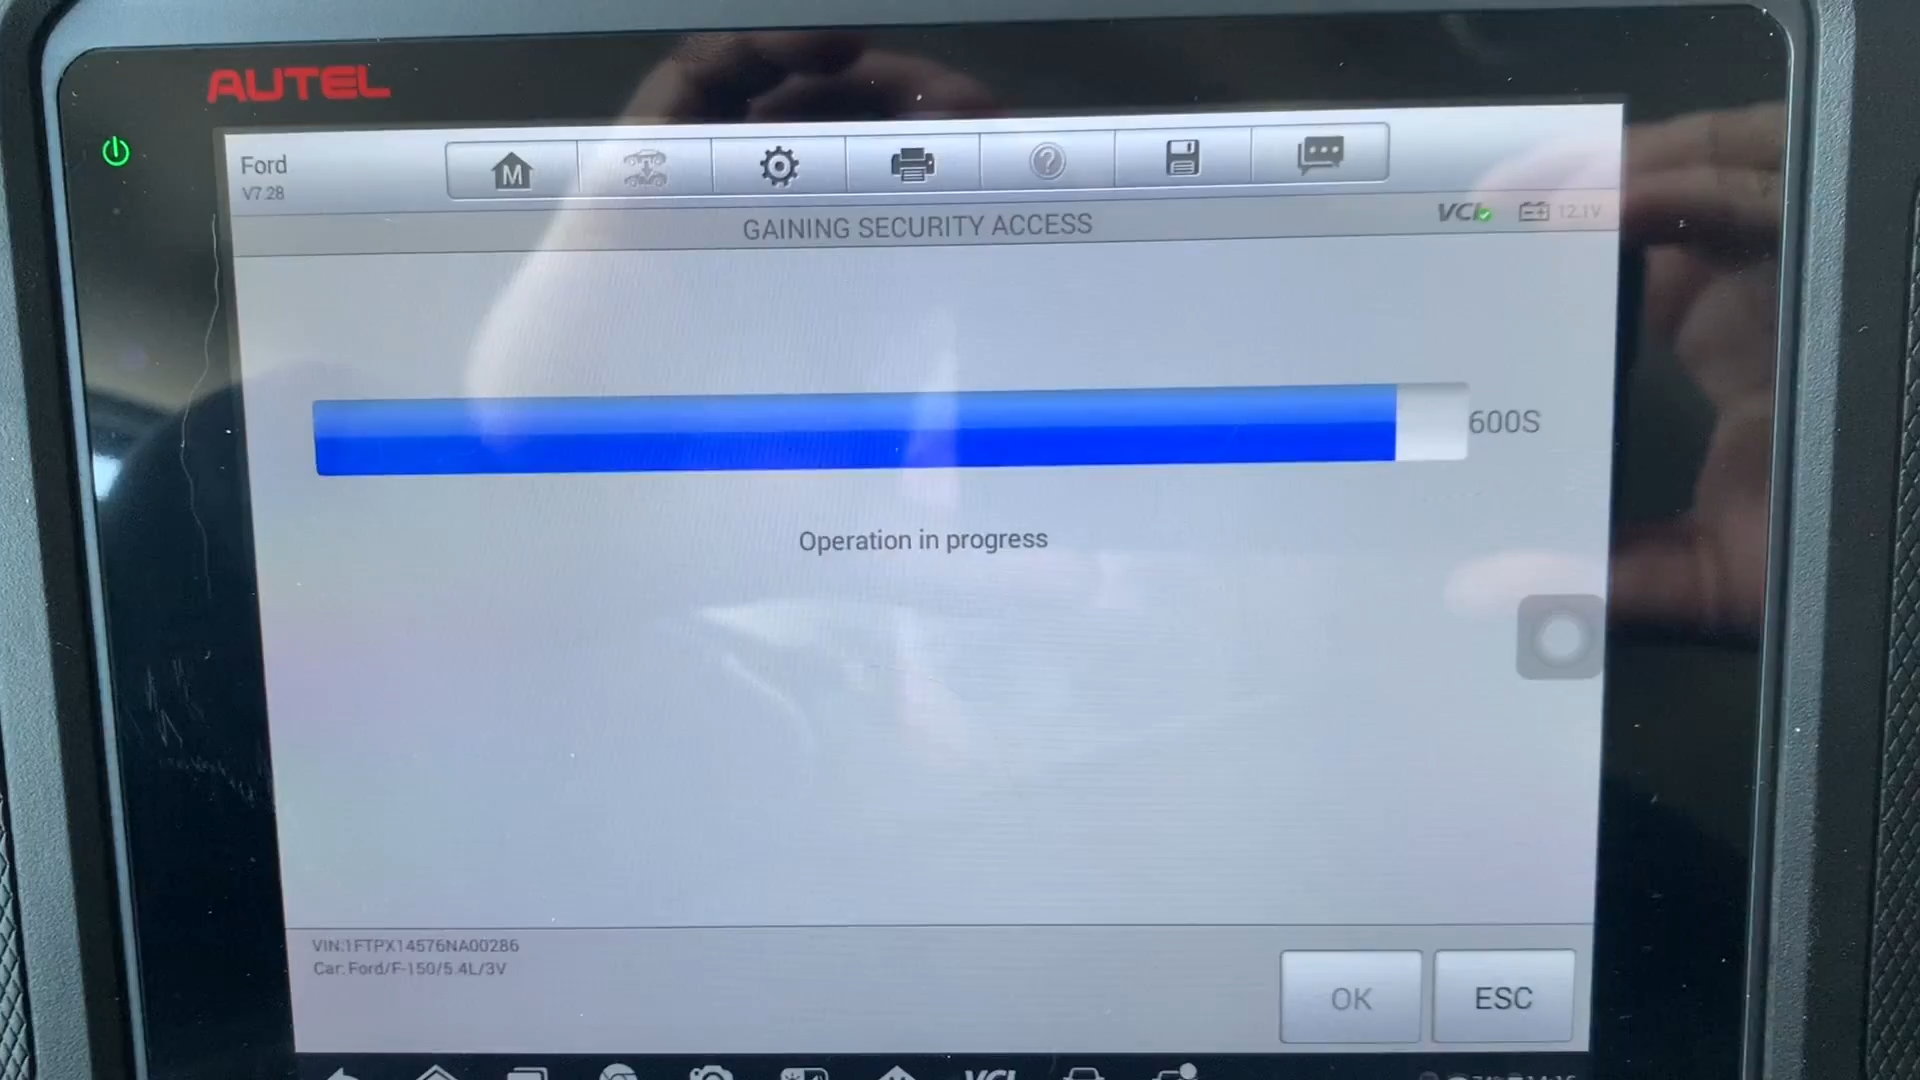 AUTEL
Ford
V7.28
M
?
GAINING SECURITY ACCESS
VCI
12.1V
600S
Operation in progress
VIN:1FTPX14576NA00286
Car: Ford/F-150/5.4L/3V
OK
ESC
VCI